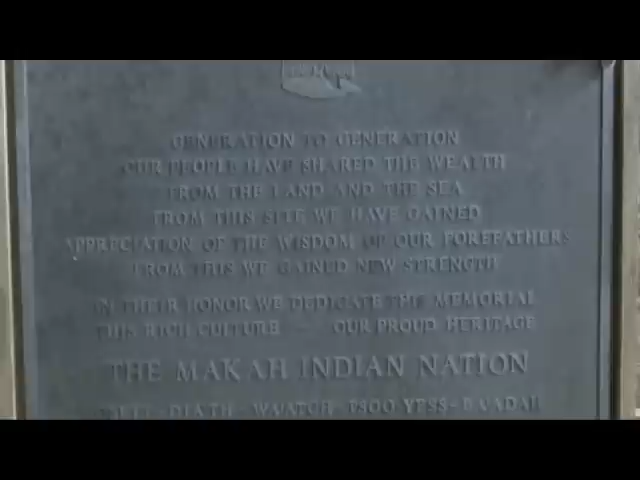 GENERATION TO GENERATION
OUR PEOPLE HAVE SHARED THE WEALTH
FROM THE LAND AND THE SEA
FROM THIS SITE WE HAVE GAINED
APPRECIATION OF THE WISDOM OF OUR FOREFATHERS
FROM THIS WE GAINED NEW STRENGTH
IN THEIR HONOR WE DEDICATE THIS MEMORIAL
THIS RICH CULTURE OUR PROUD HERITAGE
THE MAKAH INDIAN NATION